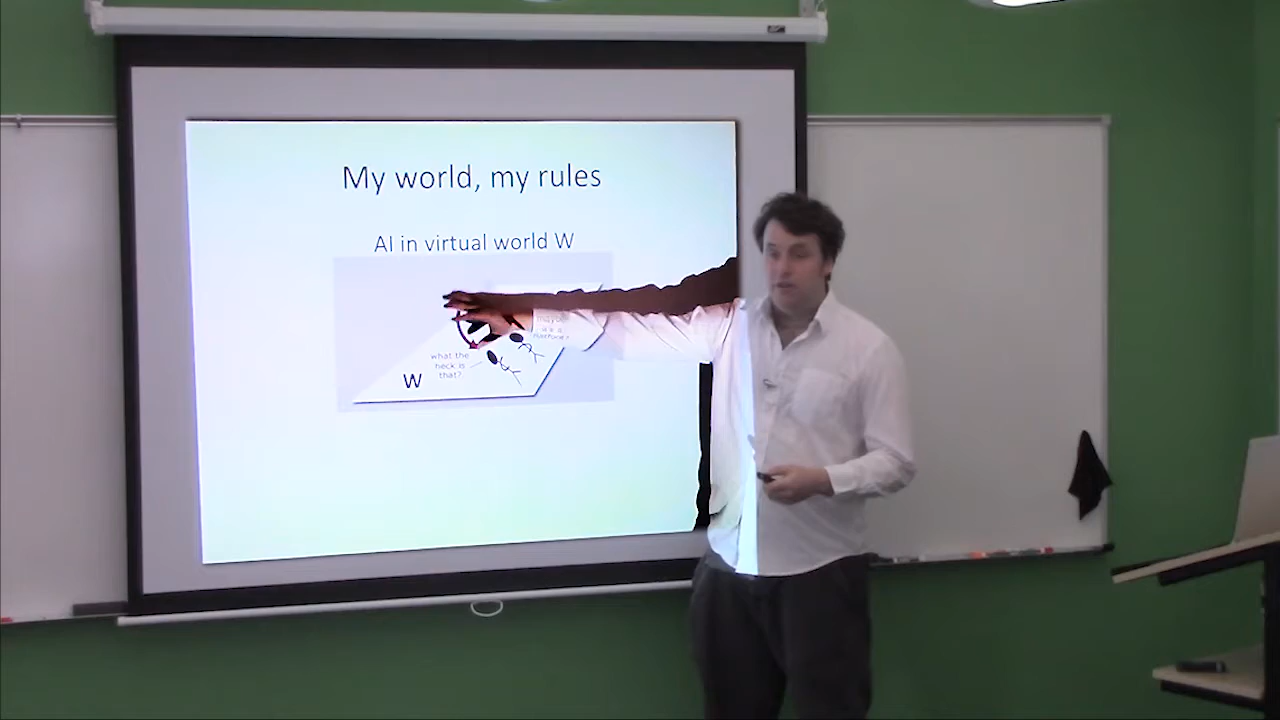 My world, my rules
AI in virtual world W
what the
heck is
that?
W